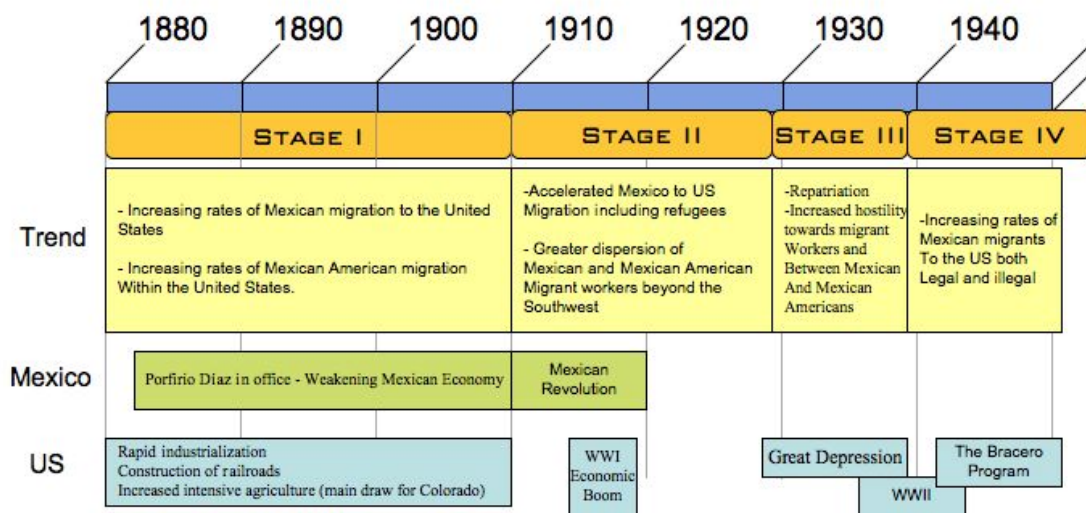 1880 1890 1900 1910 1920 1930 1940
STAGE I STAGE II STAGE III STAGE IV
Trend
- Increasing rates of Mexican migration to the United
States
- Increasing rates of Mexican American migration
Within the United States.
-Accelerated Mexico to US
Migration including refugees
- Greater dispersion of
Mexican and Mexican American
Migrant workers beyond the
Southwest
-Repatriation
-Increased hostility
towards migrant
Workers and
Between Mexican
And Mexican
Americans
-Increasing rates of
Mexican migrants
To the US both
Legal and illegal
Mexico
Porfirio Diaz in office - Weakening Mexican Economy
Mexican
Revolution
US
Rapid industrialization
Construction of railroads
Increased intensive agriculture (main draw for Colorado)
WWI
Economic
Boom
Great Depression
WWII
The Bracero
Program